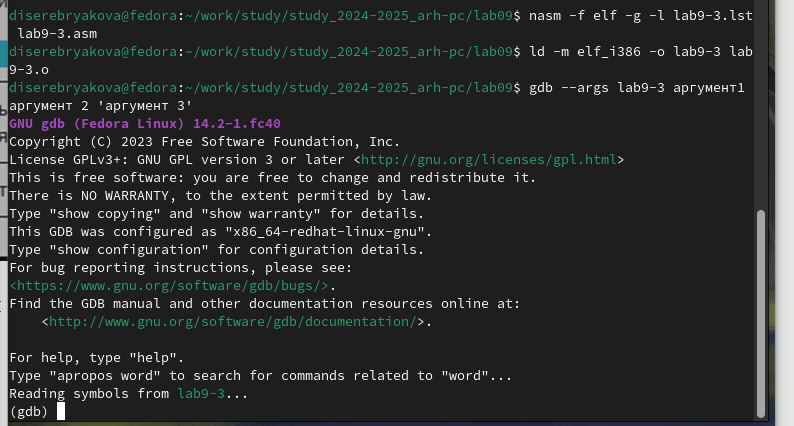 diserebryakova@fedora:~/work/study/study_2024-2025_arh-pc/lab09$ nasm -f elf -g -l lab9-3.lst
 lab9-3.asm
diserebryakova@fedora:~/work/study/study_2024-2025_arh-pc/lab09$ ld -m elf_i386 -o lab9-3 lab
9-3.o
diserebryakova@fedora:~/work/study/study_2024-2025_arh-pc/lab09$ gdb --args lab9-3 аргумент1
аргумент 2 'аргумент 3'
GNU gdb (Fedora Linux) 14.2-1.fc40
Copyright (C) 2023 Free Software Foundation, Inc.
License GPLv3+: GNU GPL version 3 or later <http://gnu.org/licenses/gpl.html>
This is free software: you are free to change and redistribute it.
There is NO WARRANTY, to the extent permitted by law.
Type "show copying" and "show warranty" for details.
This GDB was configured as "x86_64-redhat-linux-gnu".
Type "show configuration" for configuration details.
For bug reporting instructions, please see:
<https://www.gnu.org/software/gdb/bugs/>.
Find the GDB manual and other documentation resources online at:
    <http://www.gnu.org/software/gdb/documentation/>.

For help, type "help".
Type "apropos word" to search for commands related to "word"...
Reading symbols from lab9-3...
(gdb)